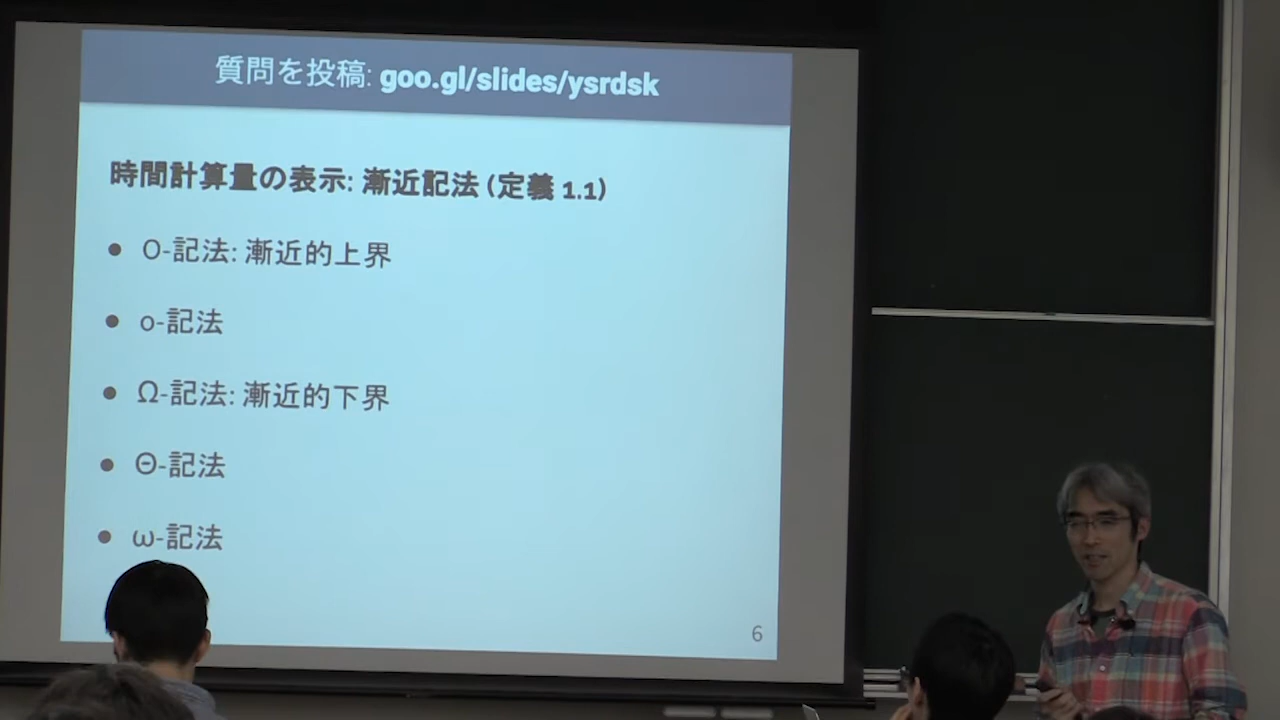 質問を投稿: goo.gl/slides/ysrdsk
時間計算量の表示: 漸近記法 (定義 1.1)
● O-記法: 漸近的上界
● o-記法
● Ω-記法: 漸近的下界
● Θ-記法
● ω-記法
6